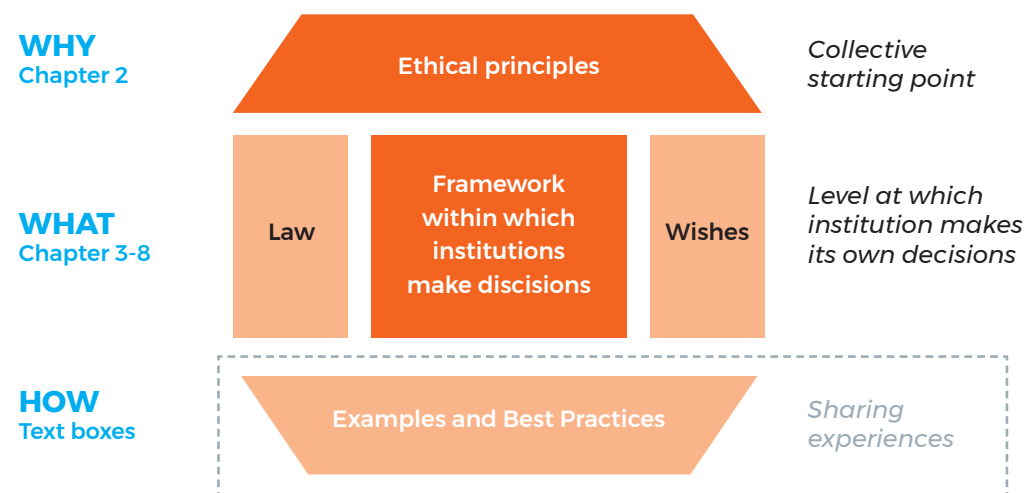 WHY
Chapter 2
Ethical principles
Collective
starting point
WHAT
Chapter 3-8
Law
Framework
within which
institutions
make discisions
Wishes
Level at which
institution makes
its own decisions
HOW
Text boxes
Examples and Best Practices
Sharing
experiences